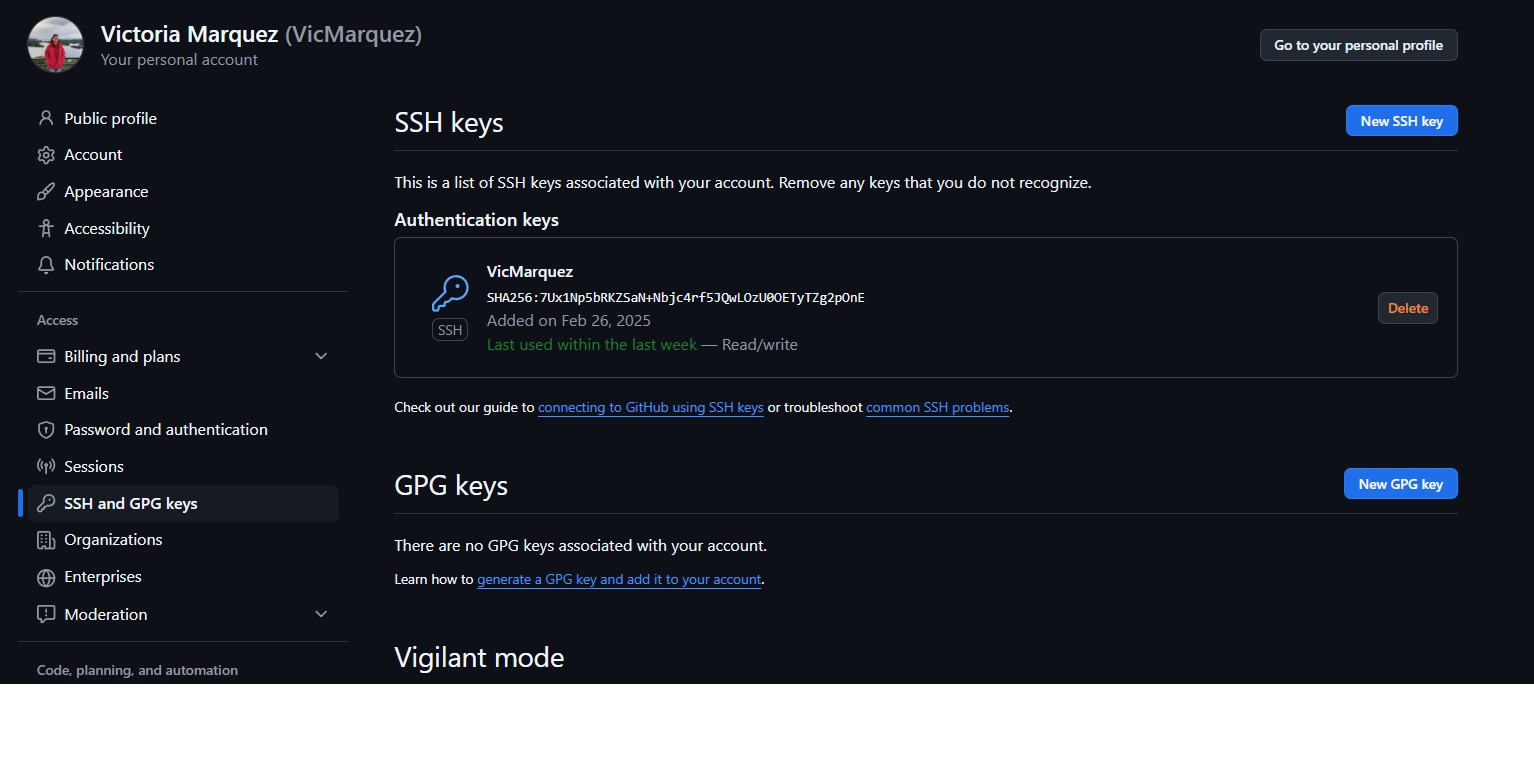 Victoria Marquez (VicMarquez)
Your personal account
Go to your personal profile
Public profile
Account
Appearance
Accessibility
Notifications
Access
Billing and plans
Emails
Password and authentication
Sessions
SSH and GPG keys
Organizations
Enterprises
Moderation
Code, planning, and automation
SSH keys
New SSH key
This is a list of SSH keys associated with your account. Remove any keys that you do not recognize.
Authentication keys
VicMarquez
SHA256:7Ux1Np5bRKZSaN+Nbjc4rf5JQwLOzU0OETyTZg2pOnE
Added on Feb 26, 2025
Last used within the last week — Read/write
SSH
Delete
Check out our guide to connecting to GitHub using SSH keys or troubleshoot common SSH problems.
GPG keys
New GPG key
There are no GPG keys associated with your account.
Learn how to generate a GPG key and add it to your account.
Vigilant mode